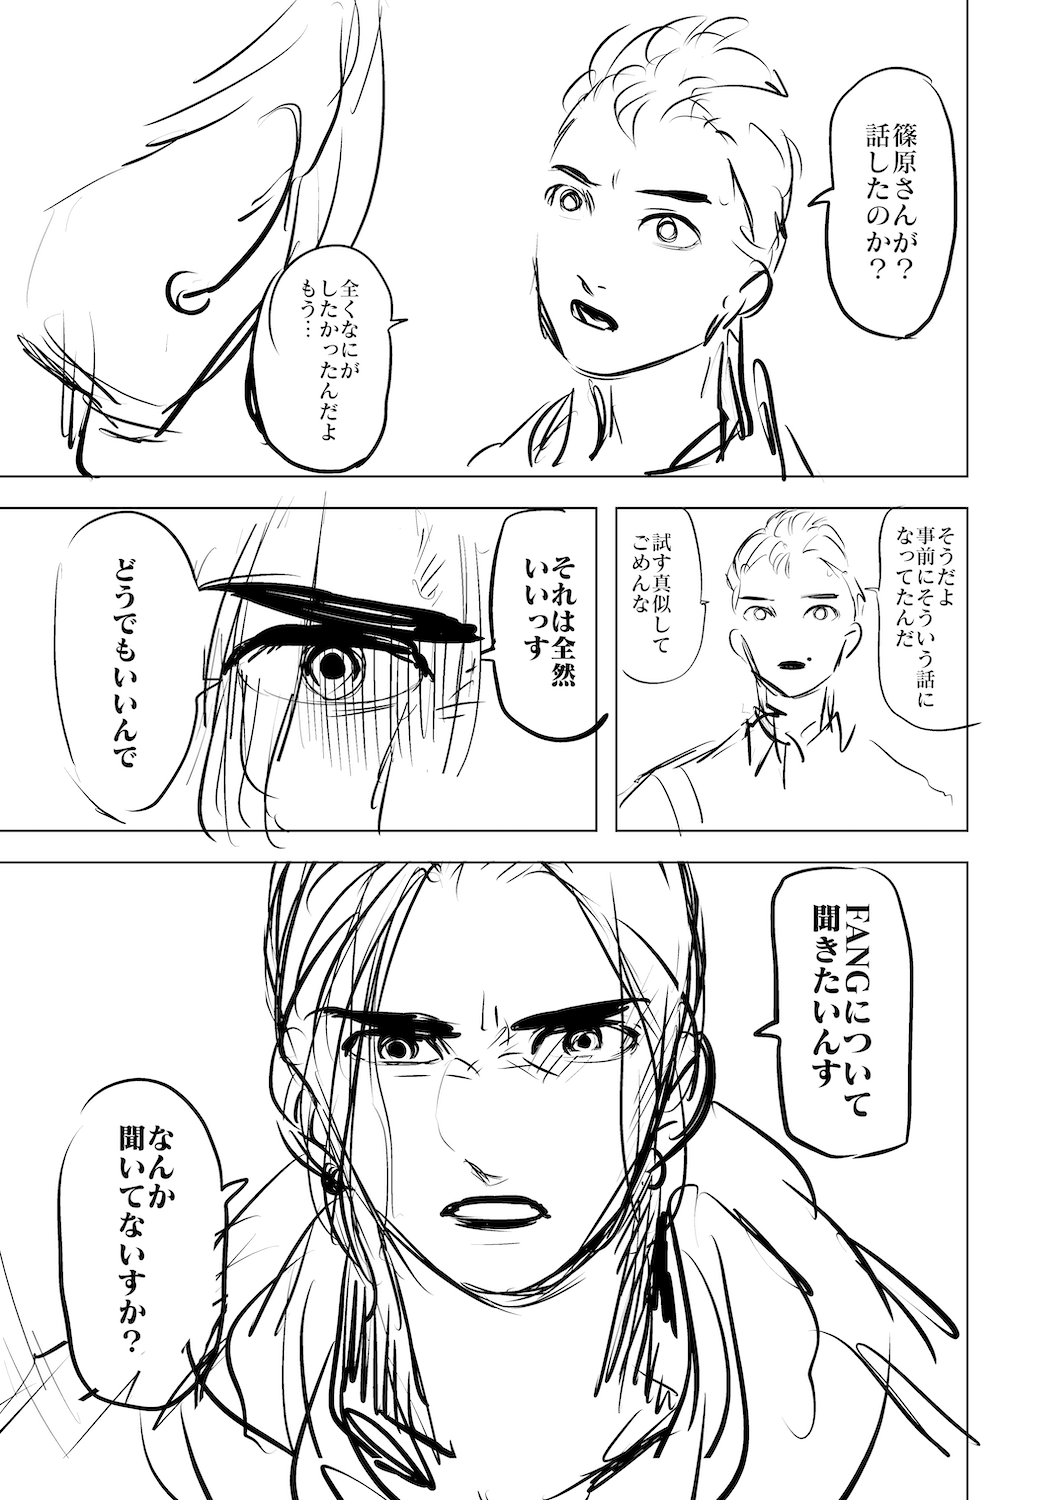 篠原さんが？
話したのか？
全くなにが
したかったんだよ
もう…
そうだよ
事前にそういう話に
なってたんだ
試す真似して
ごめんな
それは全然
いいっす
どうでもいいんで
FANGについて
聞きたいんす
なんか
聞いてないすか？